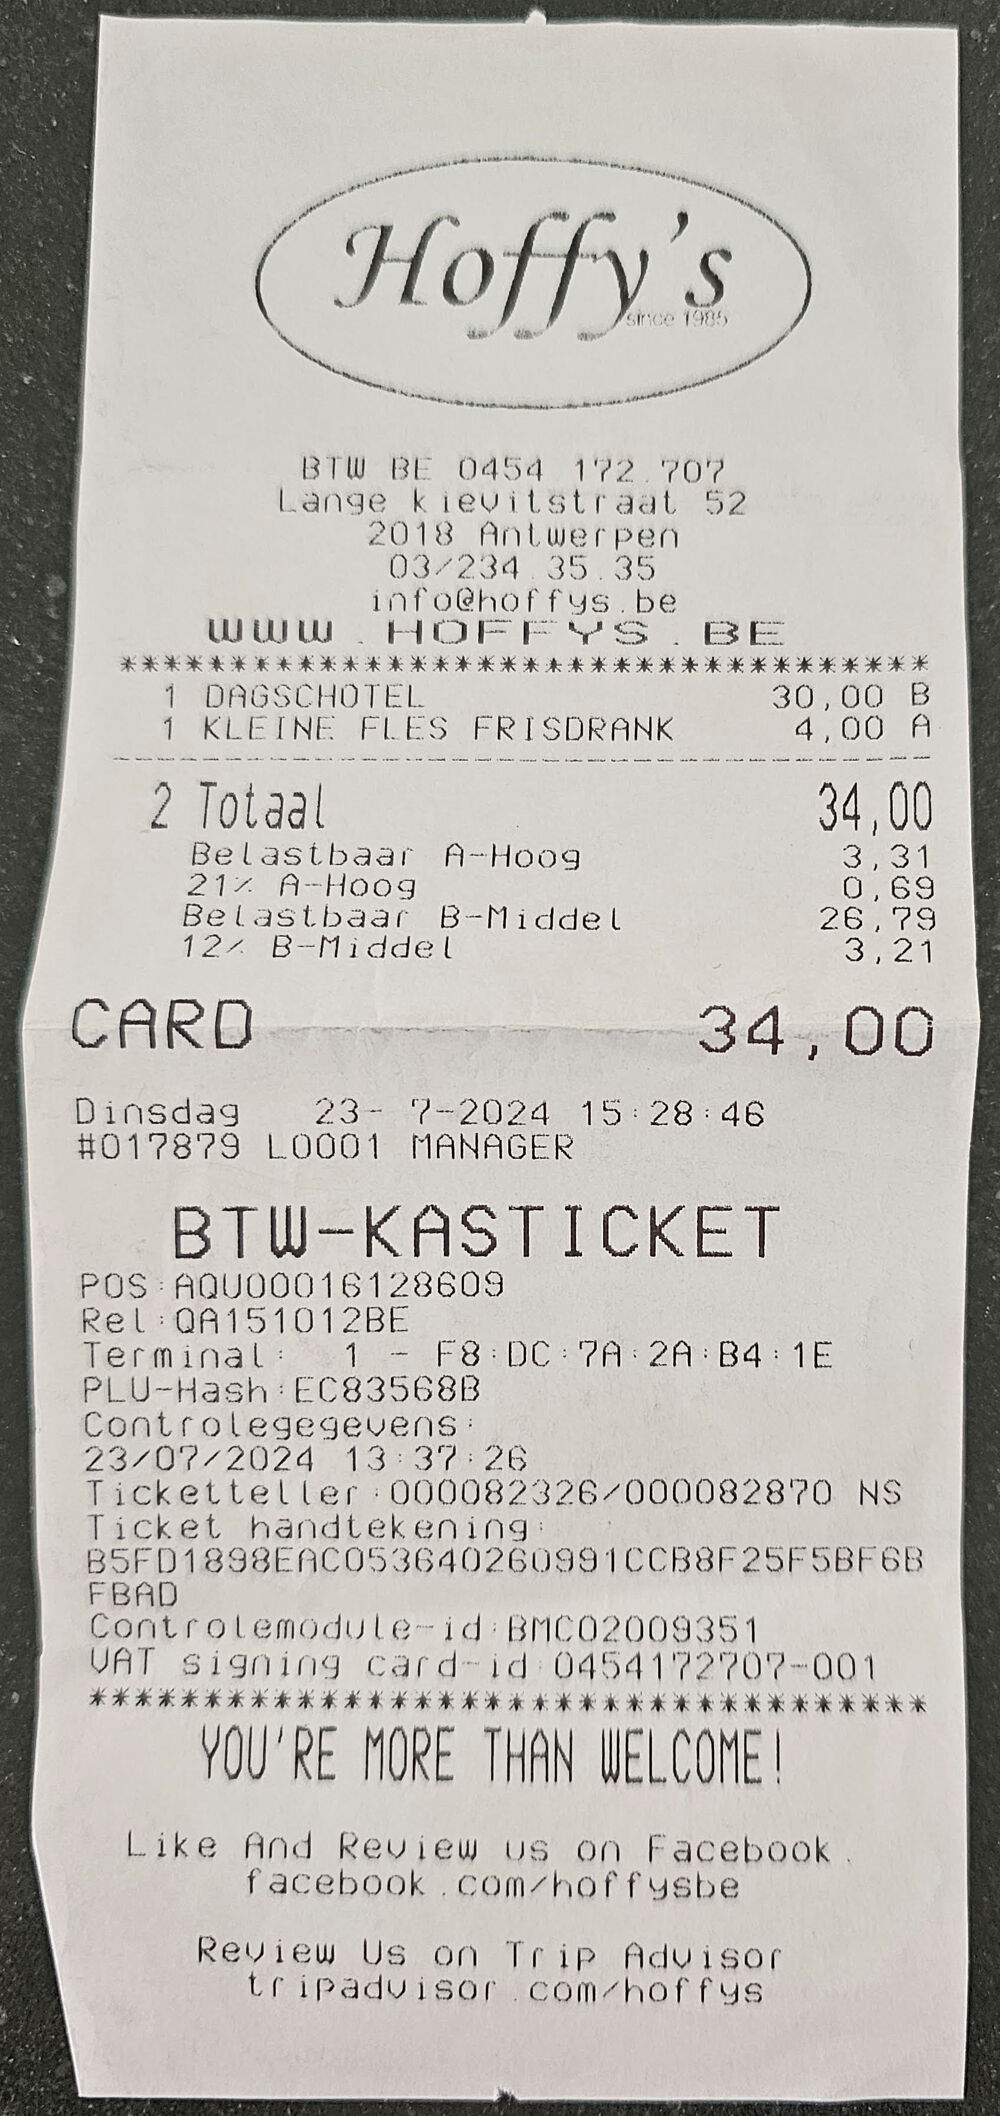 Hoffy's
since 1985
BTW BE 0454 172.707
Lange kievitstraat 52
2018 Antwerpen
03/234.35.35
info@hoffys.be
WWW.HOFFYS.BE
*************************************
1 DAGSCHOTEL 30,00 B
1 KLEINE FLES FRISDRANK 4,00 A
2 Totaal 34,00
Belastbaar A-Hoog 3,31
21% A-Hoog 0,69
Belastbaar B-Middel 26,79
12% B-Middel 3,21
CARD 34,00
Dinsdag 23- 7-2024 15:28:46
#017879 L0001 MANAGER
BTW-KASTICKET
POS:AQU00016128609
Rel:QA151012BE
Terminal: 1 - F8:DC:7A:2A:B4:1E
PLU-Hash:EC83568B
Controlegegevens:
23/07/2024 13:37:26
Ticketteller:000082326/000082870 NS
Ticket handtekening:
B5FD1898EAC053640260991CCB8F25F5BF6B
FBAD
Controlemodule-id:BMC02009351
VAT signing card-id:0454172707-001
*************************************
YOU'RE MORE THAN WELCOME!
Like And Review us on Facebook.
facebook.com/hoffysbe
Review Us on Trip Advisor
tripadvisor.com/hoffys